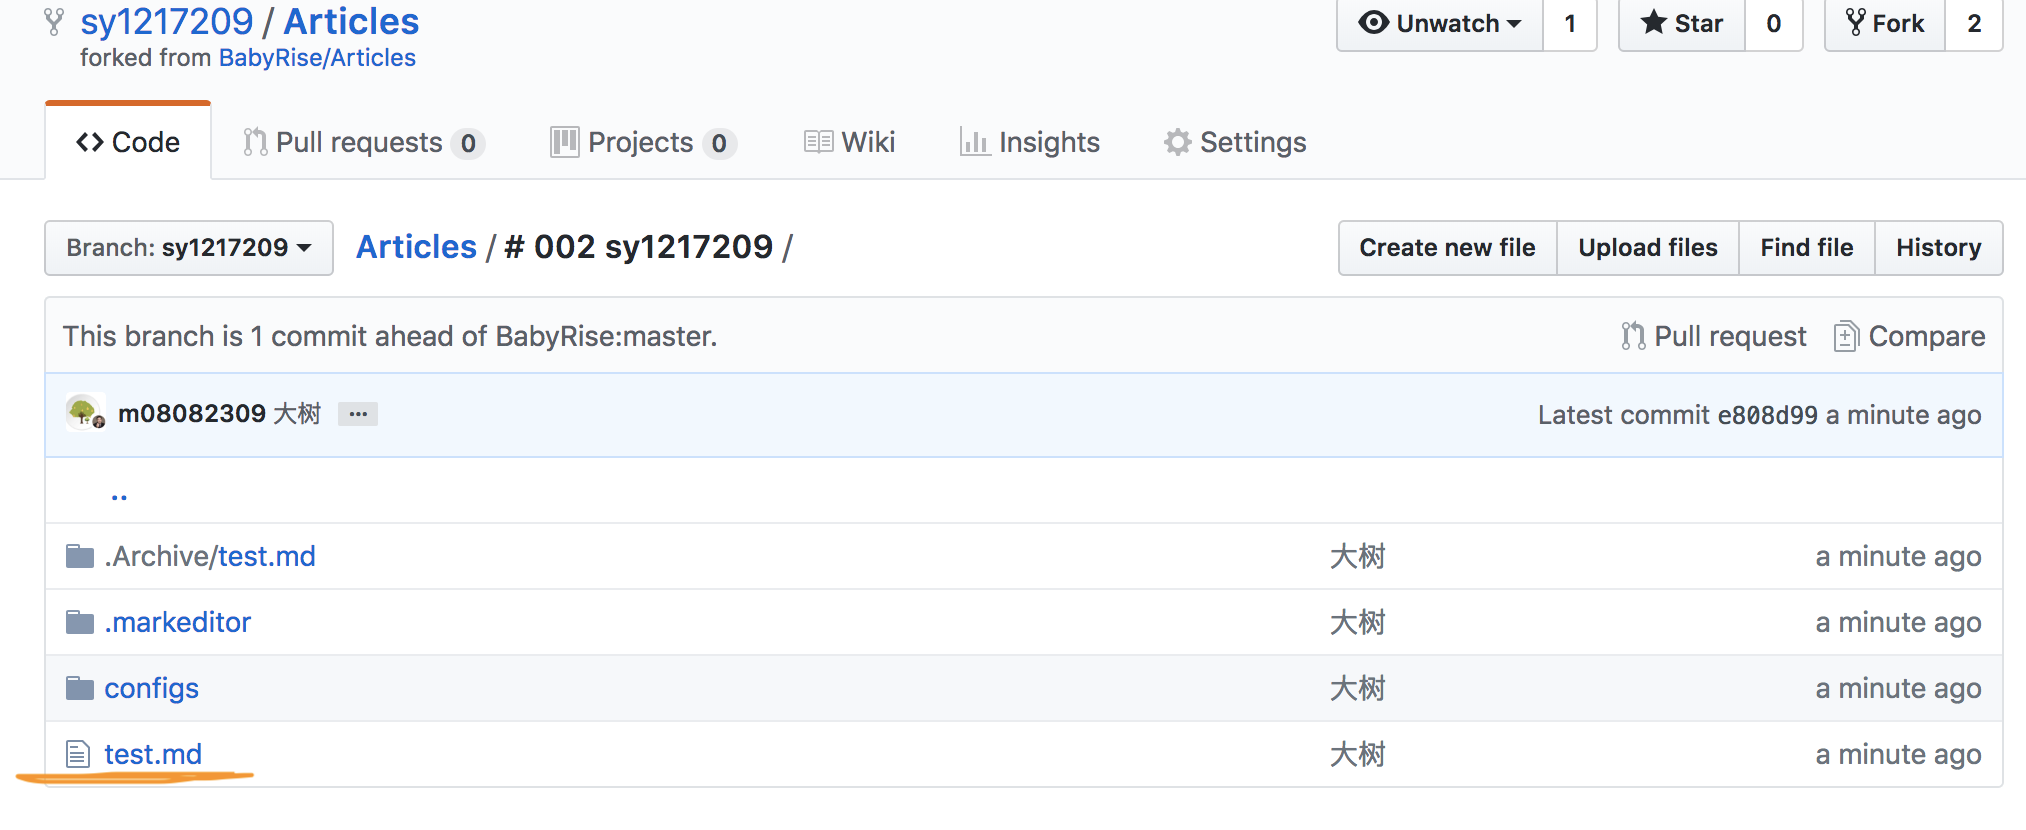 sy1217209 / Articles
forked from BabyRise/Articles
Unwatch 1 Star 0 Fork 2
Code Pull requests 0 Projects 0 Wiki Insights Settings
Branch: sy1217209 Articles / # 002 sy1217209 / Create new file Upload files Find file History
This branch is 1 commit ahead of BabyRise:master. Pull request Compare
m08082309 大树 ... Latest commit e808d99 a minute ago
..
.Archive/test.md 大树 a minute ago
.markeditor 大树 a minute ago
configs 大树 a minute ago
test.md 大树 a minute ago